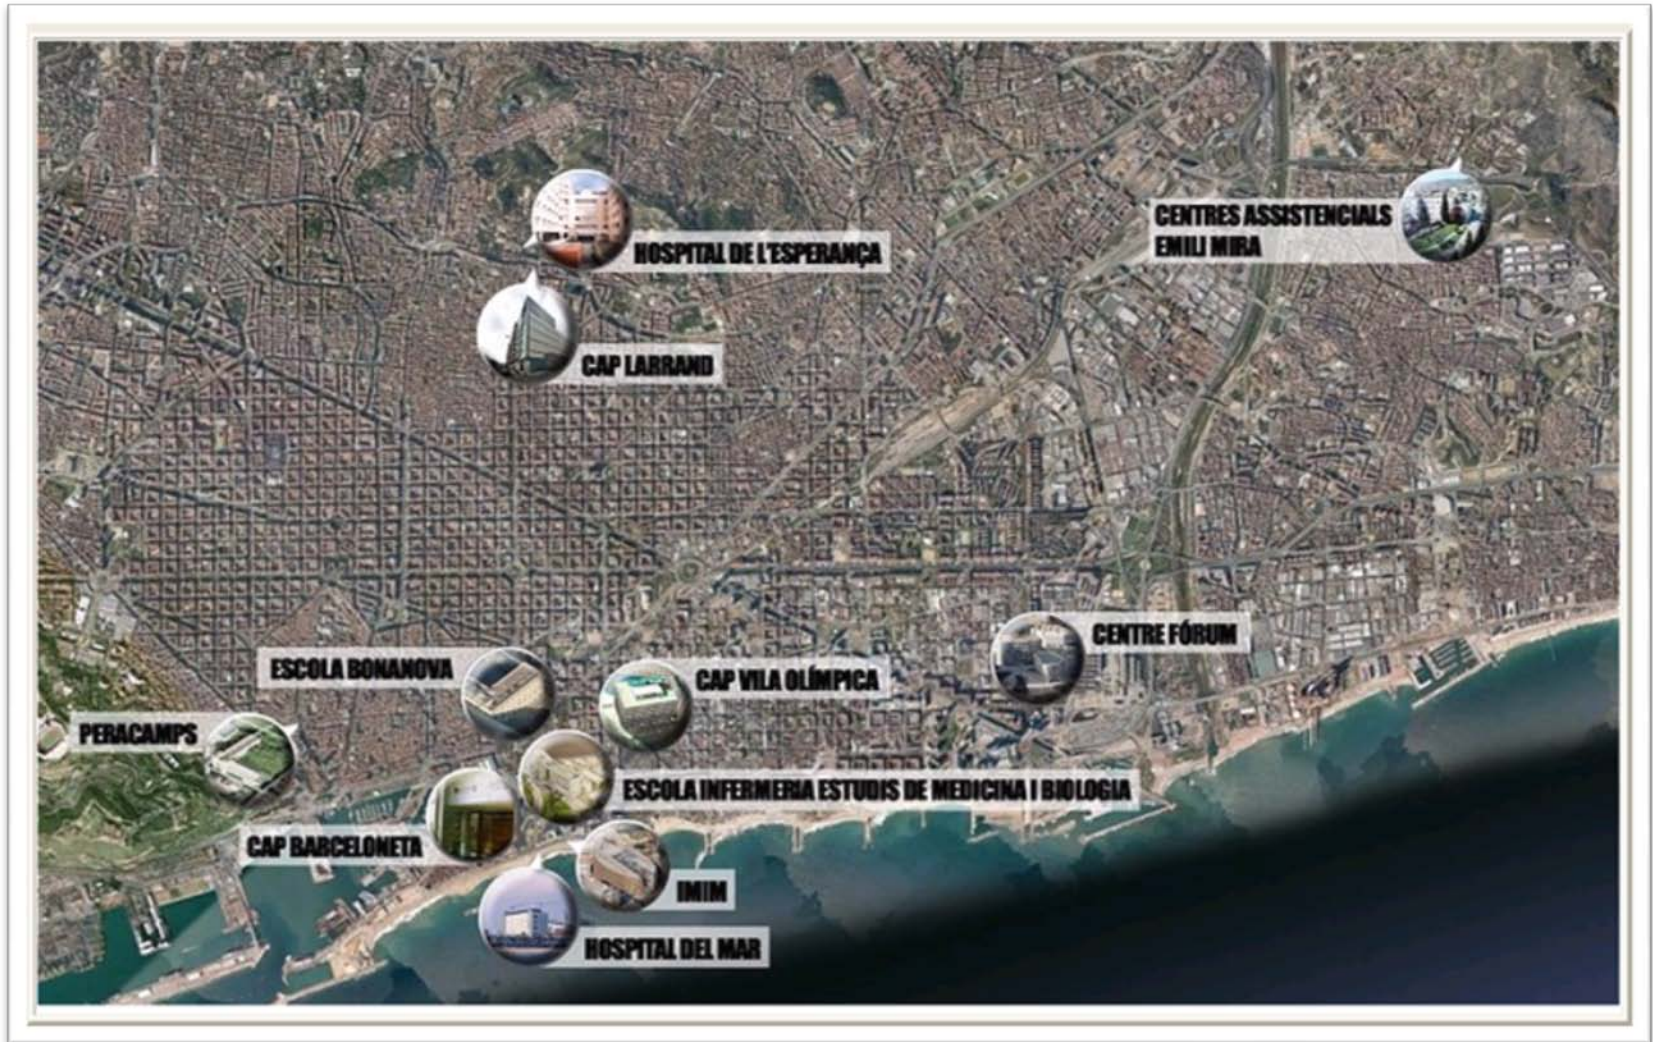 HOSPITAL DE L'ESPERANÇA
CENTRES ASSISTENCIALS
EMILI MIRA
CAP LARRAND
CENTRE FÓRUM
ESCOLA BONANOVA
CAP VILA OLÍMPICA
PERACAMPS
ESCOLA INFERMERIA ESTUDIS DE MEDICINA I BIOLOGIA
CAP BARCELONETA
IMIM
HOSPITAL DEL MAR